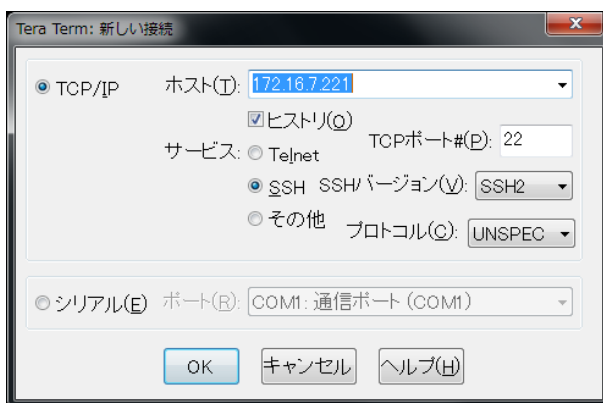 Tera Term: 新しい接続
TCP/IP ホスト(T): 172.16.7.221
ヒストリ(O)
サービス: Telnet TCPポート#(P): 22
SSH SSHバージョン(V): SSH2
その他 プロトコル(C): UNSPEC
シリアル(E) ポート(R): COM1: 通信ポート (COM1)
OK キャンセル ヘルプ(H)